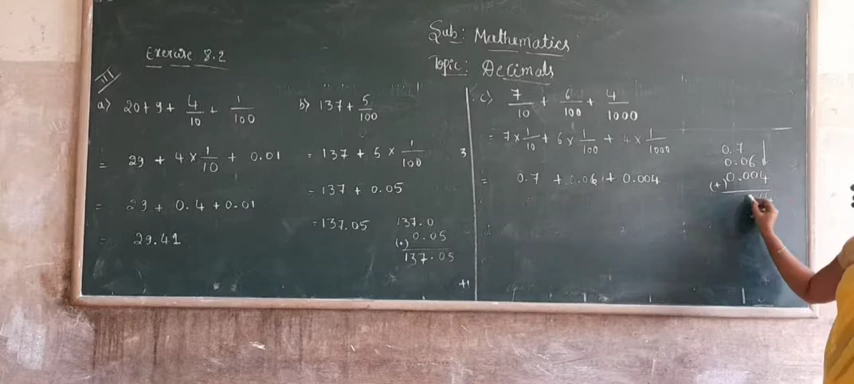 Sub: Mathematics
Topic: Decimals
Exercise 8.2
III
a) 20+9+ 4/10 + 1/100
= 29 + 4 × 1/10 + 0.01
= 29 + 0.4 + 0.01
= 29.41
b) 137 + 5/100
= 137 + 5 × 1/100
= 137 + 0.05
= 137.05
137.0
(+) 0.05
137.05
c) 7/10 + 6/100 + 4/1000
= 7 × 1/10 + 6 × 1/100 + 4 × 1/1000
= 0.7 + 0.06 + 0.004
=
0.7
0.06
(+) 0.004